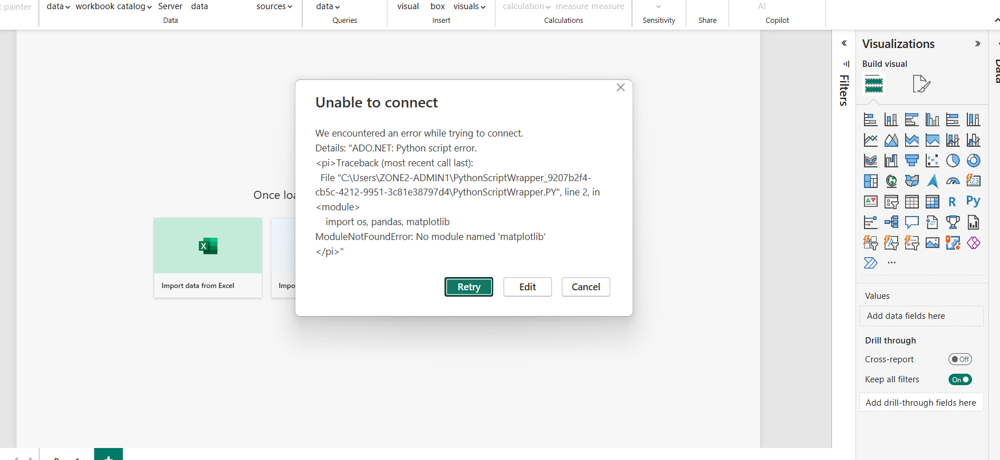 t painter
data workbook catalog Server data sources
Data
data
Queries
visual box visuals
Insert
calculation measure measure
Calculations
Sensitivity
Share
AI
Copilot
Visualizations
Build visual
Filters
Data
Once loa
Import data from Excel
Impo
Unable to connect
We encountered an error while trying to connect.
Details: "ADO.NET: Python script error.
<pi>Traceback (most recent call last):
File "C:\Users\ZONE2-ADMIN1\PythonScriptWrapper_9207b2f4-
cb5c-4212-9951-3c81e38797d4\PythonScriptWrapper.PY", line 2, in
<module>
import os, pandas, matplotlib
ModuleNotFoundError: No module named 'matplotlib'
</pi>"
Retry
Edit
Cancel
123
R Py
Values
Add data fields here
Drill through
Cross-report
Off
Keep all filters
On
Add drill-through fields here